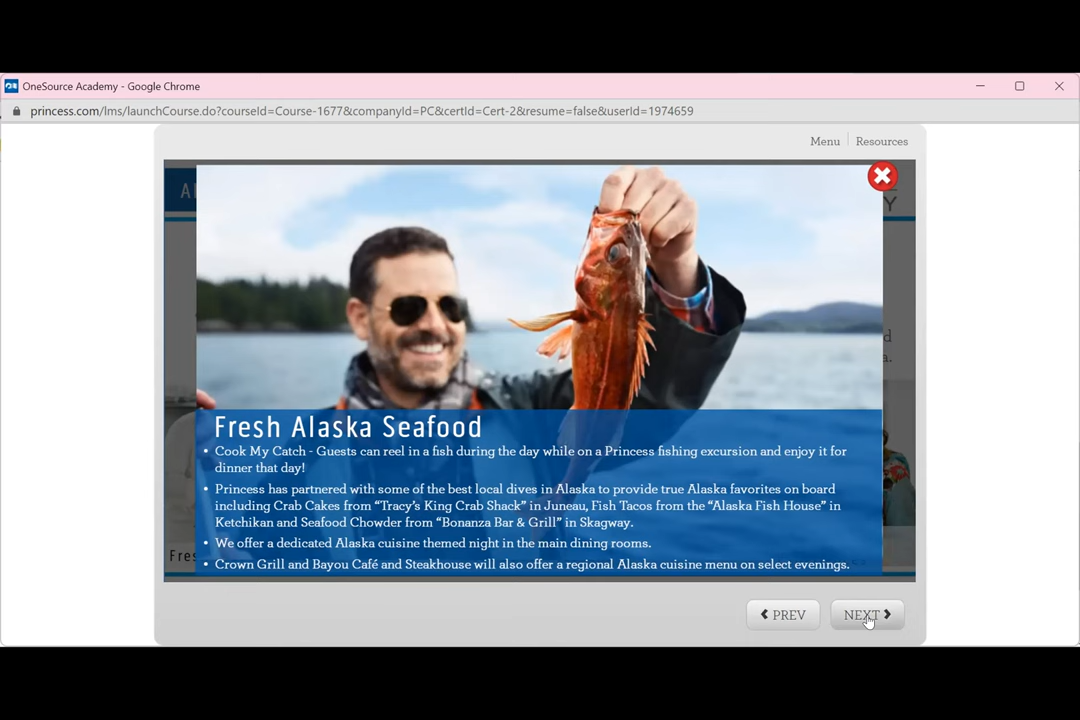 OneSource Academy - Google Chrome
princess.com/lms/launchCourse.do?courseId=Course-1677&companyId=PC&certId=Cert-2&resume=false&userId=1974659
Menu Resources
Fresh Alaska Seafood
• Cook My Catch - Guests can reel in a fish during the day while on a Princess fishing excursion and enjoy it for
dinner that day!
• Princess has partnered with some of the best local dives in Alaska to provide true Alaska favorites on board
including Crab Cakes from “Tracy’s King Crab Shack” in Juneau, Fish Tacos from the “Alaska Fish House” in
Ketchikan and Seafood Chowder from “Bonanza Bar & Grill” in Skagway.
• We offer a dedicated Alaska cuisine themed night in the main dining rooms.
• Crown Grill and Bayou Café and Steakhouse will also offer a regional Alaska cuisine menu on select evenings.
PREV NEXT